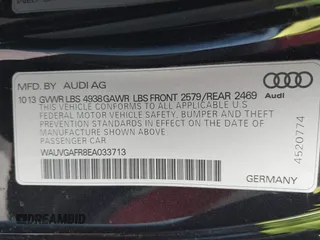 MFD. BY AUDI AG
10 13 GVWR LBS 4938 GAWR LBS FRONT 2579/REAR 2469
THIS VEHICLE CONFORMS TO ALL APPLICABLE U.S
FEDERAL MOTOR VEHICLE SAFETY, BUMPER AND THEFT
PREVENTION STANDARDS IN EFFECT ON THE DATE OF
MANUFACTURE SHOWN ABOVE
PASSENGER CAR
WAUVGAFR8EA033713
Audi
4520774
GERMANY
DREAMBID